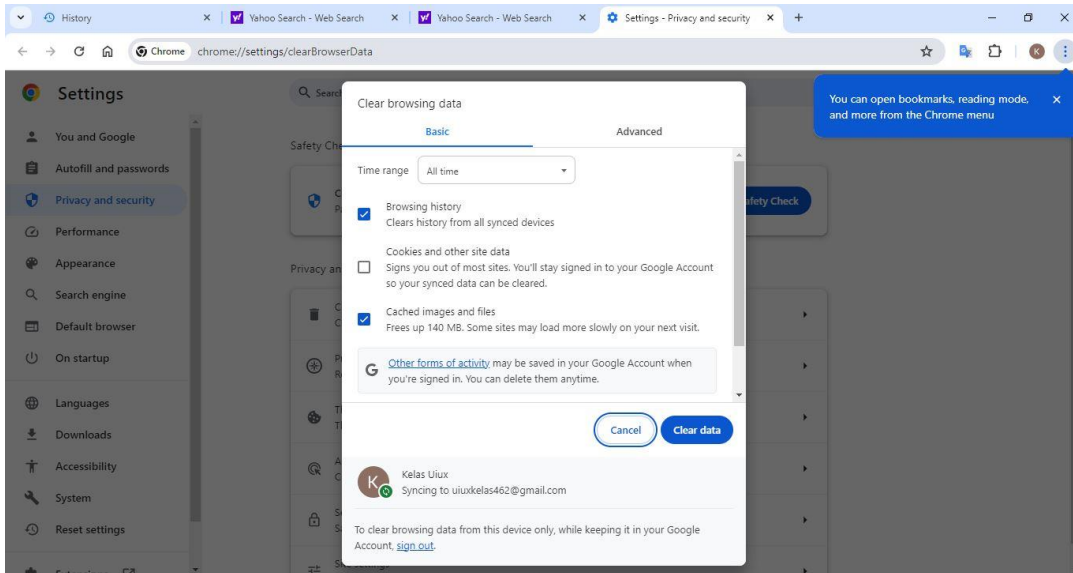 History
Yahoo Search - Web Search
Yahoo Search - Web Search
Settings - Privacy and security
Chrome
chrome://settings/clearBrowserData
K
You can open bookmarks, reading mode,
and more from the Chrome menu
Settings
You and Google
Autofill and passwords
Privacy and security
Performance
Appearance
Search engine
Default browser
On startup
Languages
Downloads
Accessibility
System
Reset settings
Clear browsing data
Basic
Advanced
Time range
All time
Browsing history
Clears history from all synced devices
Cookies and other site data
Signs you out of most sites. You'll stay signed in to your Google Account
so your synced data can be cleared.
Cached images and files
Frees up 140 MB. Some sites may load more slowly on your next visit.
G
Other forms of activity may be saved in your Google Account when
you're signed in. You can delete them anytime.
Cancel
Clear data
K
Kelas Uiux
Syncing to uiuxkelas462@gmail.com
To clear browsing data from this device only, while keeping it in your Google
Account, sign out.